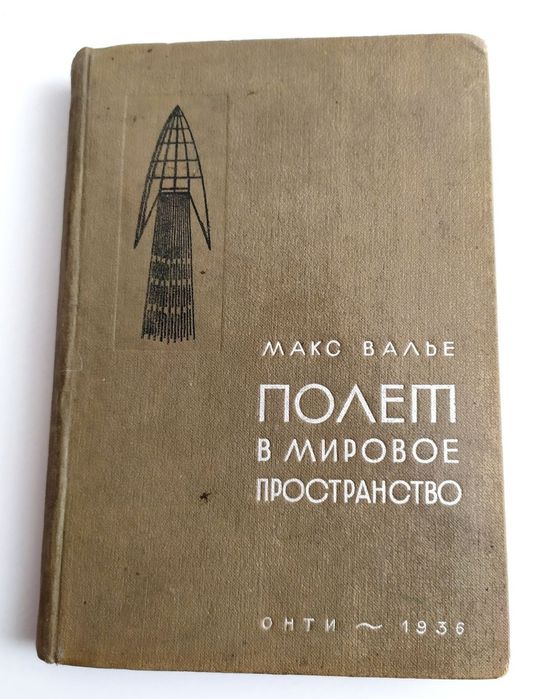 МАКС ВАЛЬЕ
ПОЛЕТ
В МИРОВОЕ
ПРОСТРАНСТВО
ОНТИ ~ 1936